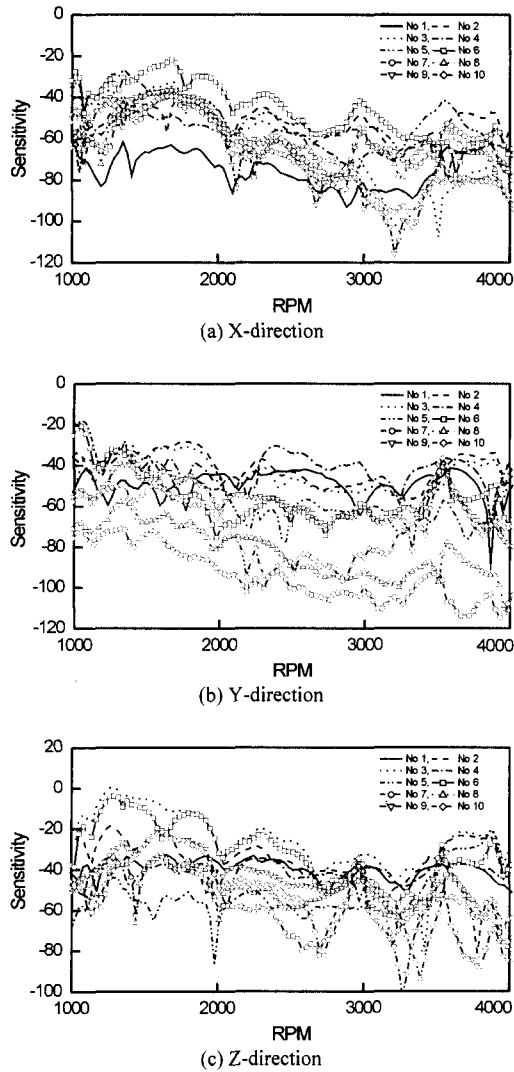 0
-20
-40
-60
-80
-100
-120
Sensitivity
No 1, No 2
No 3, No 4
No 5, No 6
No 7, No 8
No 9, No 10
1000 2000 3000 4000
RPM
(a) X-direction
0
-20
-40
-60
-80
-100
-120
Sensitivity
No 1, No 2
No 3, No 4
No 5, No 6
No 7, No 8
No 9, No 10
1000 2000 3000 4000
RPM
(b) Y-direction
20
0
-20
-40
-60
-80
-100
Sensitivity
No 1, No 2
No 3, No 4
No 5, No 6
No 7, No 8
No 9, No 10
1000 2000 3000 4000
RPM
(c) Z-direction